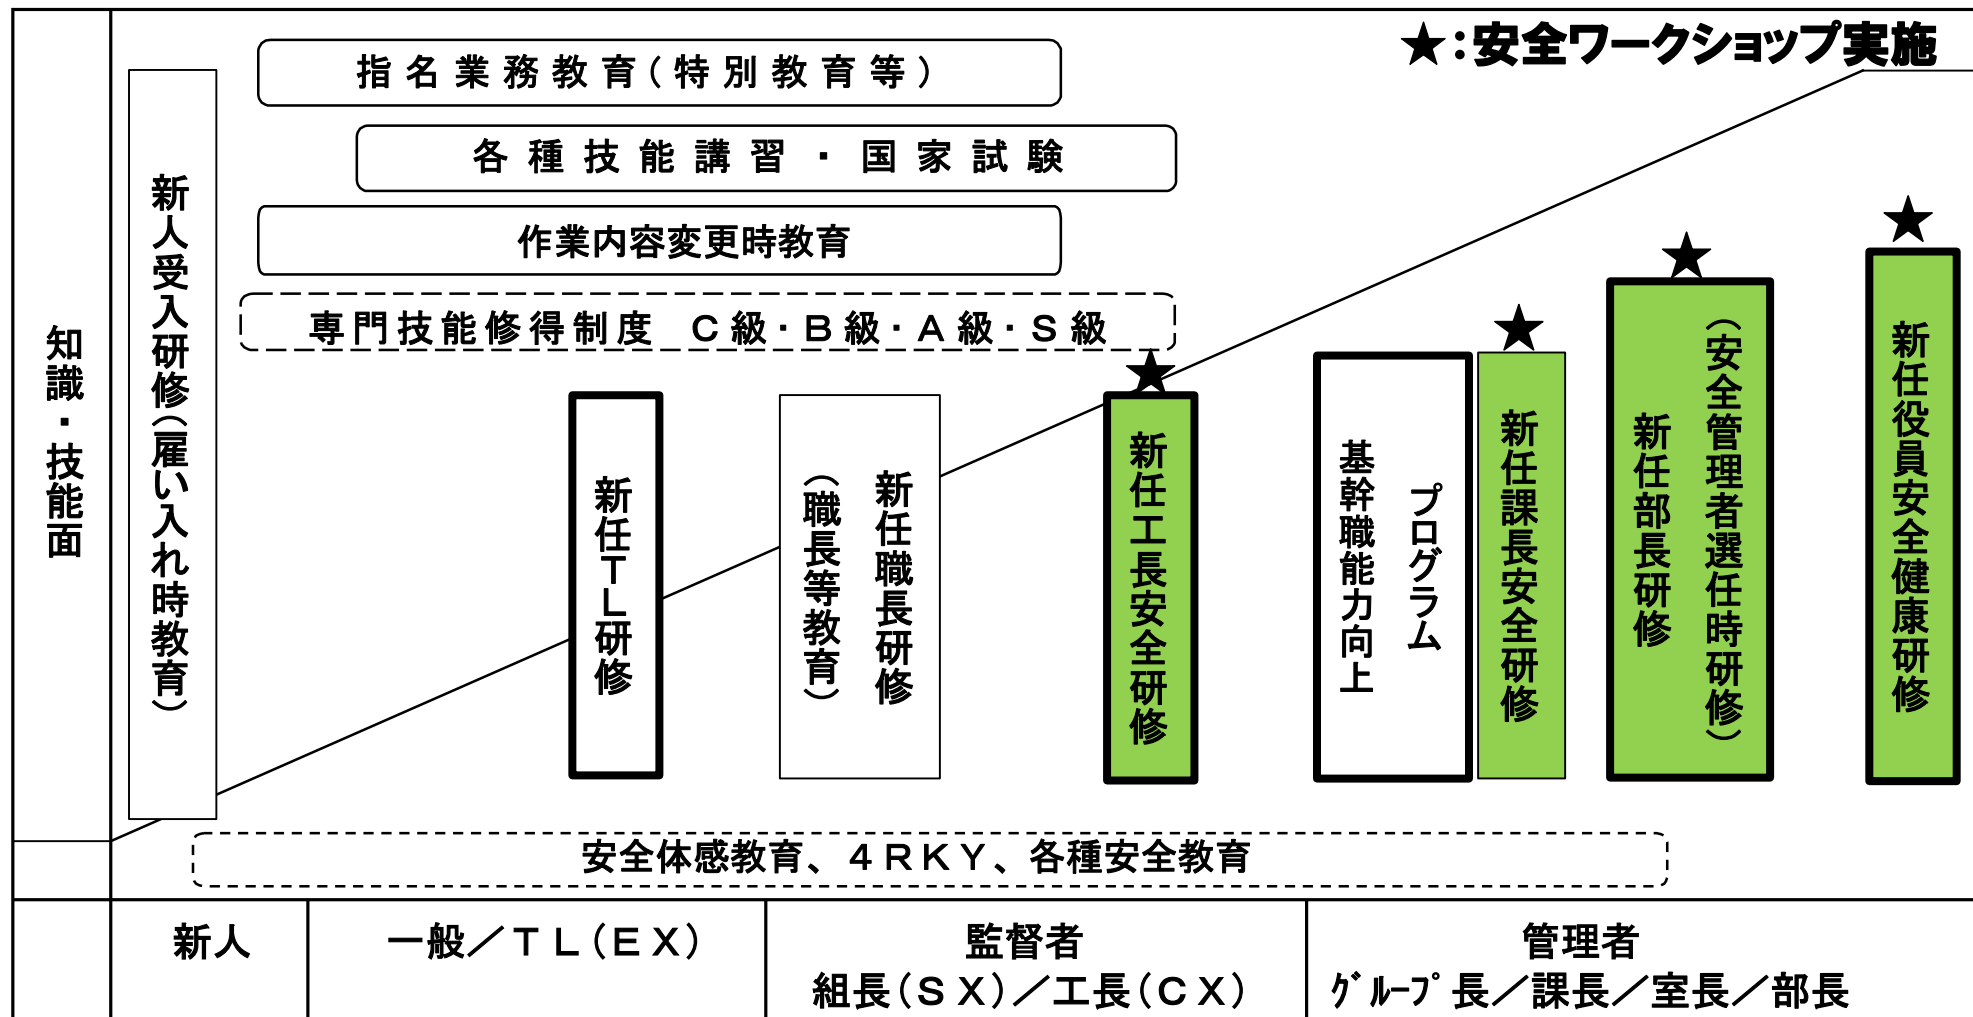 ★：安全ワークショップ実施
指名業務教育（特別教育等）
各種技能講習・国家試験
作業内容変更時教育
専門技能修得制度　Ｃ級・Ｂ級・Ａ級・Ｓ級
知識・技能面
新人受入研修（雇い入れ時教育）
新任ＴＬ研修
新任職長研修
（職長等教育）
★
新任工長安全研修
プログラム
基幹職能力向上
★
新任課長安全研修
★
（安全管理者選任時研修）
新任部長研修
★
新任役員安全健康研修
安全体感教育、４ＲＫＹ、各種安全教育
新人
一般／ＴＬ（ＥＸ）
監督者
組長（ＳＸ）／工長（ＣＸ）
管理者
ｸﾞﾙｰﾌﾟ長／課長／室長／部長